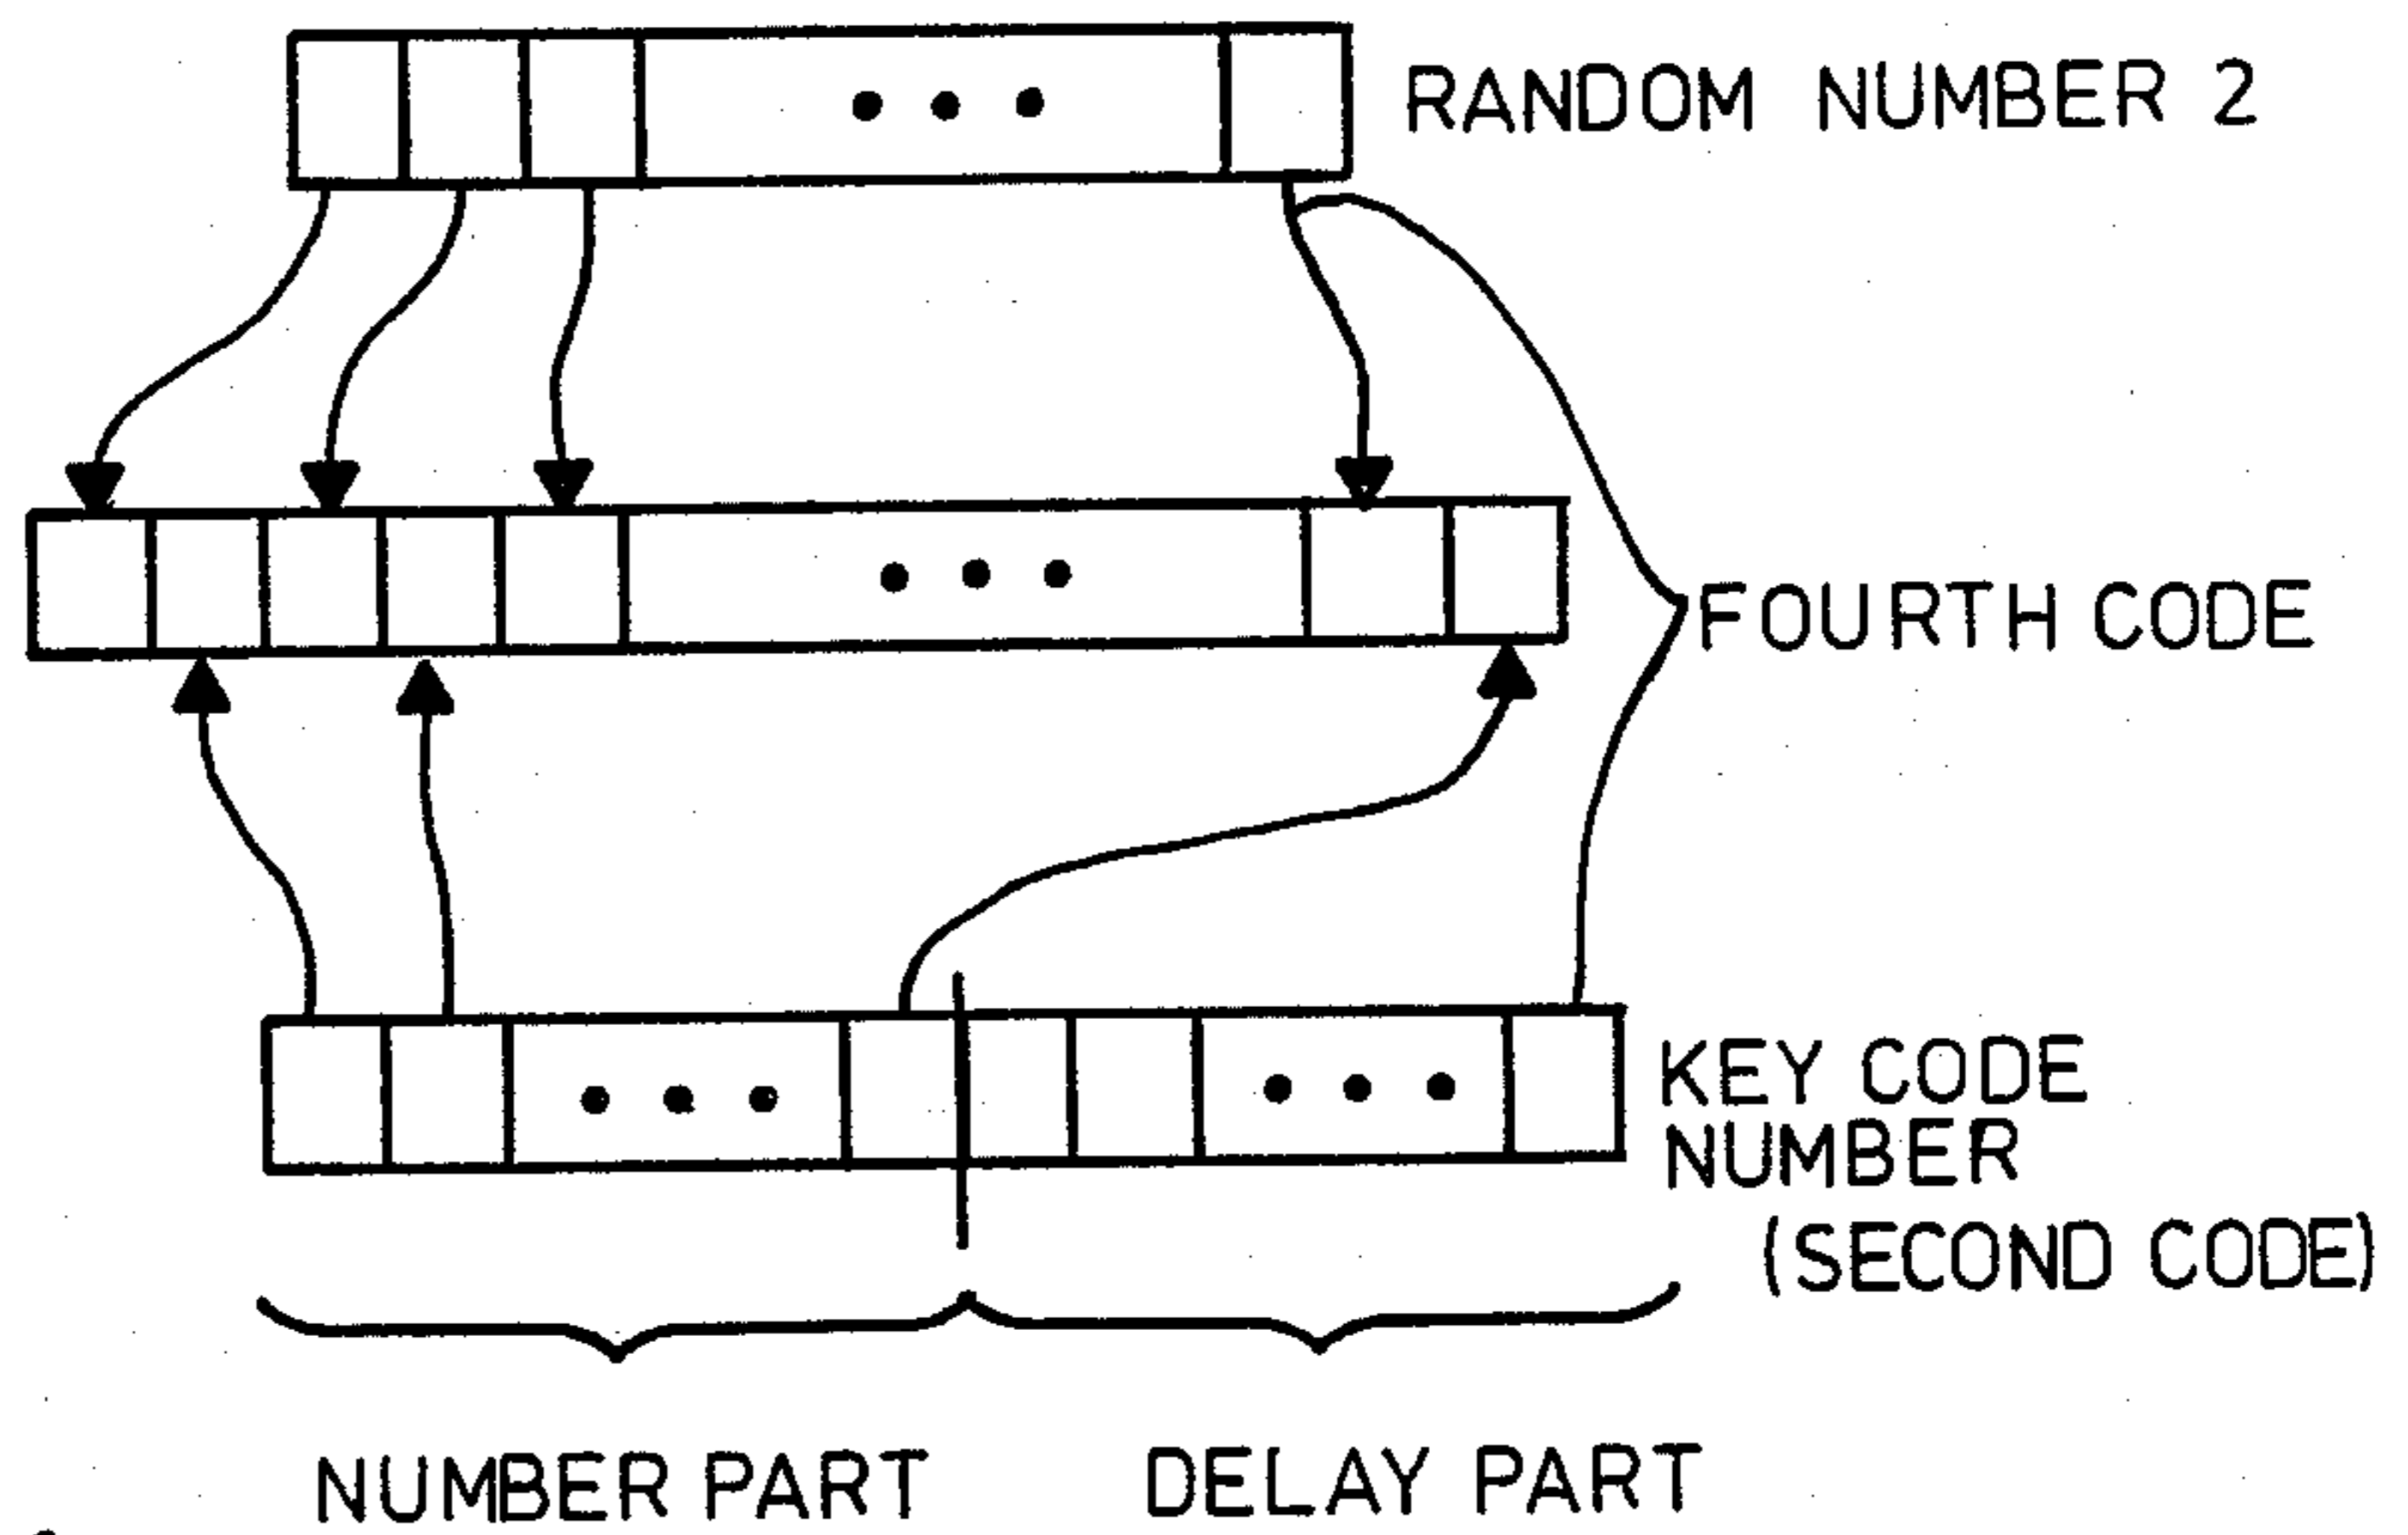 RANDOM NUMBER 2
FOURTH CODE
KEY CODE
NUMBER
(SECOND CODE)
NUMBER PART
DELAY PART